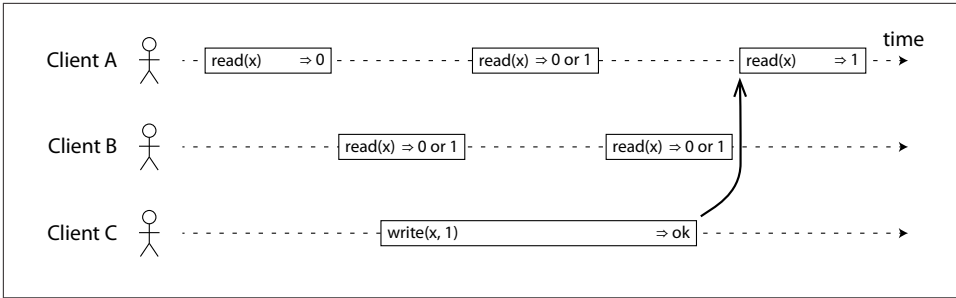 time
Client A read(x) ⇒ 0 read(x) ⇒ 0 or 1 read(x) ⇒ 1
Client B read(x) ⇒ 0 or 1 read(x) ⇒ 0 or 1
Client C write(x, 1) ⇒ ok